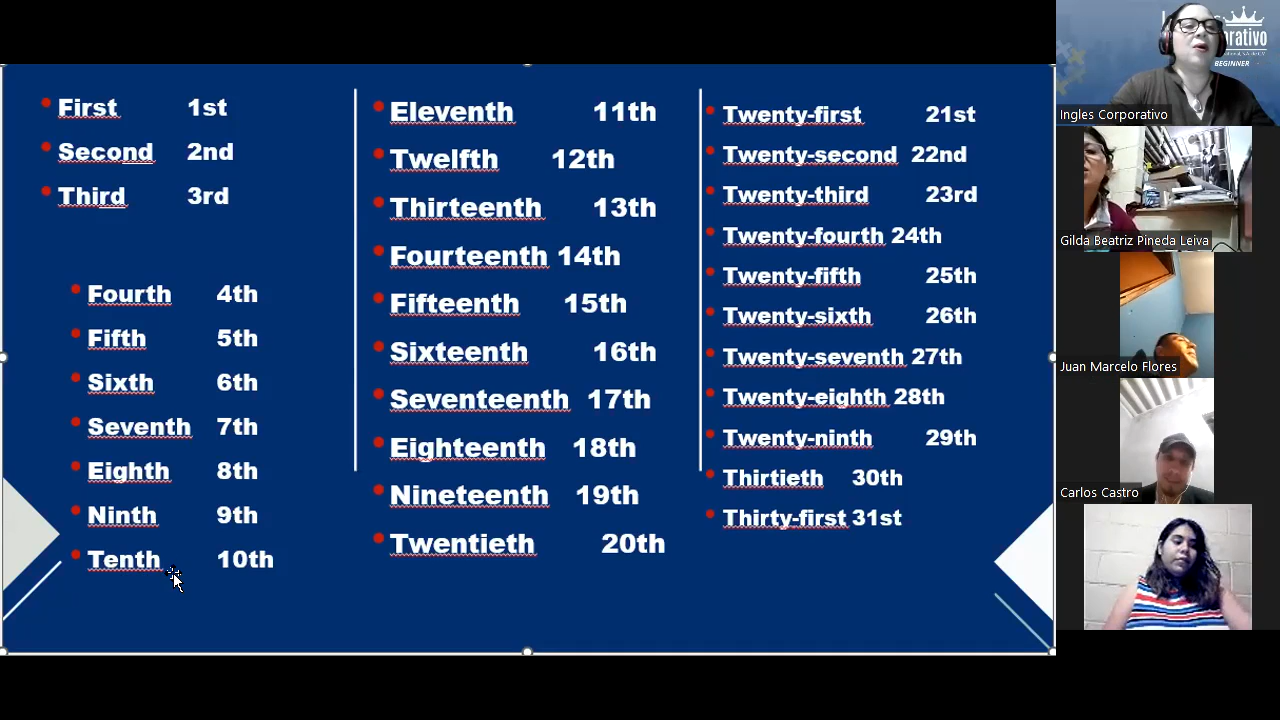 First 1st
Second 2nd
Third 3rd
Fourth 4th
Fifth 5th
Sixth 6th
Seventh 7th
Eighth 8th
Ninth 9th
Tenth 10th
Eleventh 11th
Twelfth 12th
Thirteenth 13th
Fourteenth 14th
Fifteenth 15th
Sixteenth 16th
Seventeenth 17th
Eighteenth 18th
Nineteenth 19th
Twentieth 20th
Twenty-first 21st
Twenty-second 22nd
Twenty-third 23rd
Twenty-fourth 24th
Twenty-fifth 25th
Twenty-sixth 26th
Twenty-seventh 27th
Twenty-eighth 28th
Twenty-ninth 29th
Thirtieth 30th
Thirty-first 31st
BEGINNER
Ingles Corporativo
Gilda Beatriz Pineda Leiva
Juan Marcelo Flores
Carlos Castro